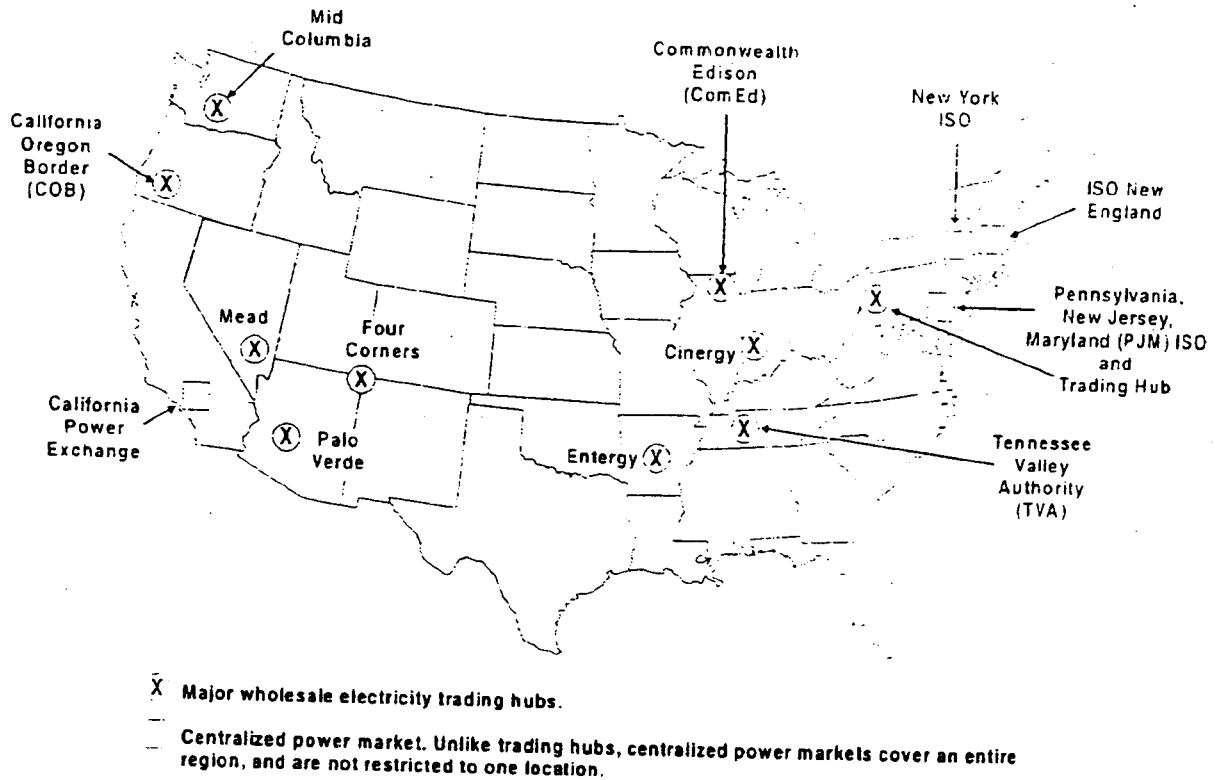 Mid
Columbia
Commonwealth
Edison
(ComEd)
New York
ISO
California
Oregon
Border
(COB)
ISO New
England
Mead
Four
Corners
Cinergy
Pennsylvania,
New Jersey,
Maryland (PJM) ISO
and
Trading Hub
California
Power
Exchange
Palo
Verde
Entergy
Tennessee
Valley
Authority
(TVA)
X
X
X
X
X
X
X
X
X
X
X Major wholesale electricity trading hubs.
Centralized power market. Unlike trading hubs, centralized power markets cover an entire
region, and are not restricted to one location.